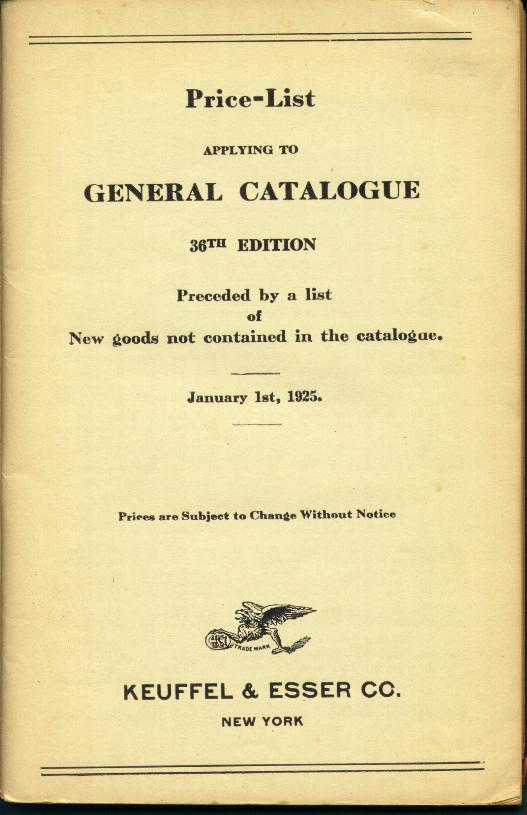 Price-List
APPLYING TO
GENERAL CATALOGUE
36TH EDITION
Preceded by a list
of
New goods not contained in the catalogue.
January 1st, 1925.
Prices are Subject to Change Without Notice
TRADE MARK
KEUFFEL & ESSER CO.
NEW YORK